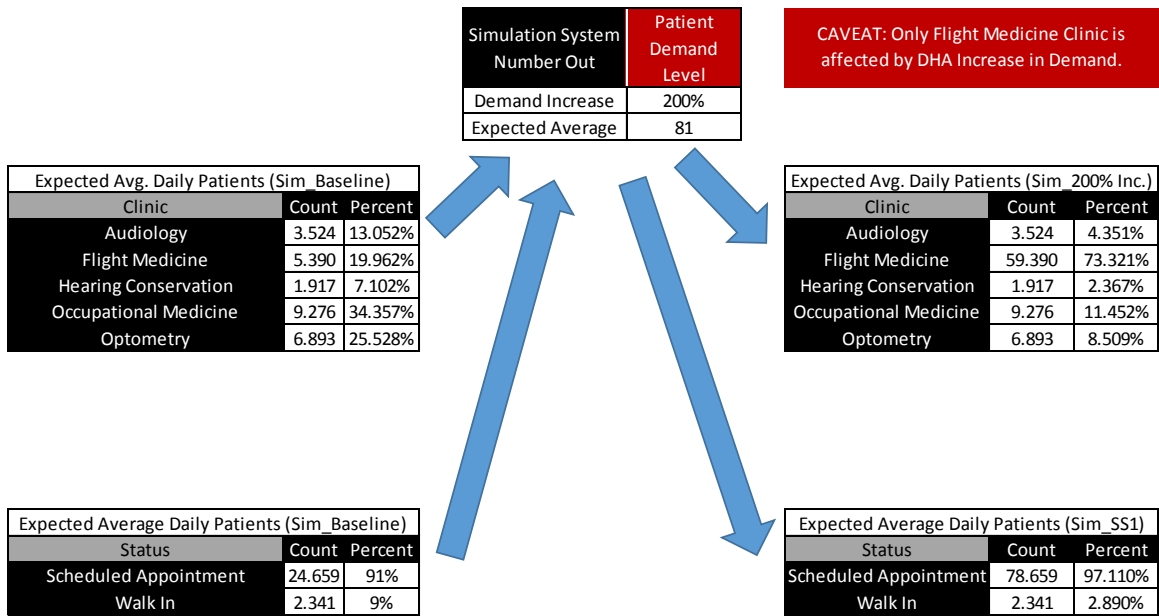 Simulation System
Number Out
Patient
Demand
Level
Demand Increase 200%
Expected Average 81
CAVEAT: Only Flight Medicine Clinic is
affected by DHA Increase in Demand.
Expected Avg. Daily Patients (Sim_Baseline)
Clinic Count Percent
Audiology 3.524 13.052%
Flight Medicine 5.390 19.962%
Hearing Conservation 1.917 7.102%
Occupational Medicine 9.276 34.357%
Optometry 6.893 25.528%
Expected Avg. Daily Patients (Sim_200% Inc.)
Clinic Count Percent
Audiology 3.524 4.351%
Flight Medicine 59.390 73.321%
Hearing Conservation 1.917 2.367%
Occupational Medicine 9.276 11.452%
Optometry 6.893 8.509%
Expected Average Daily Patients (Sim_Baseline)
Status Count Percent
Scheduled Appointment 24.659 91%
Walk In 2.341 9%
Expected Average Daily Patients (Sim_SS1)
Status Count Percent
Scheduled Appointment 78.659 97.110%
Walk In 2.341 2.890%